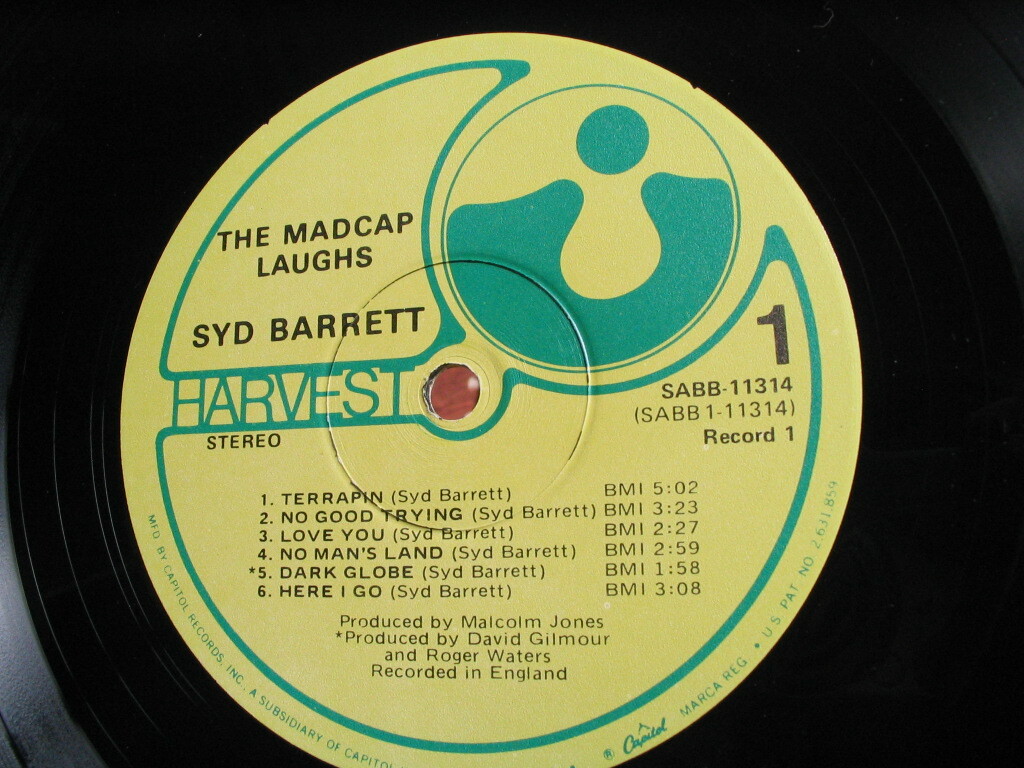 THE MADCAP
LAUGHS
SYD BARRETT
HARVEST
STEREO
1
SABB-11314
(SABB 1-11314)
Record 1
1. TERRAPIN (Syd Barrett) BMI 5:02
2. NO GOOD TRYING (Syd Barrett) BMI 3:23
3. LOVE YOU (Syd Barrett) BMI 2:27
4. NO MAN'S LAND (Syd Barrett) BMI 2:59
*5. DARK GLOBE (Syd Barrett) BMI 1:58
6. HERE I GO (Syd Barrett) BMI 3:08
Produced by Malcolm Jones
*Produced by David Gilmour
and Roger Waters
Recorded in England
MFD BY CAPITOL RECORDS, INC., A SUBSIDIARY OF CAPITOL
® Capitol MARCA REG. • U.S. PAT. NO. 2,631,859